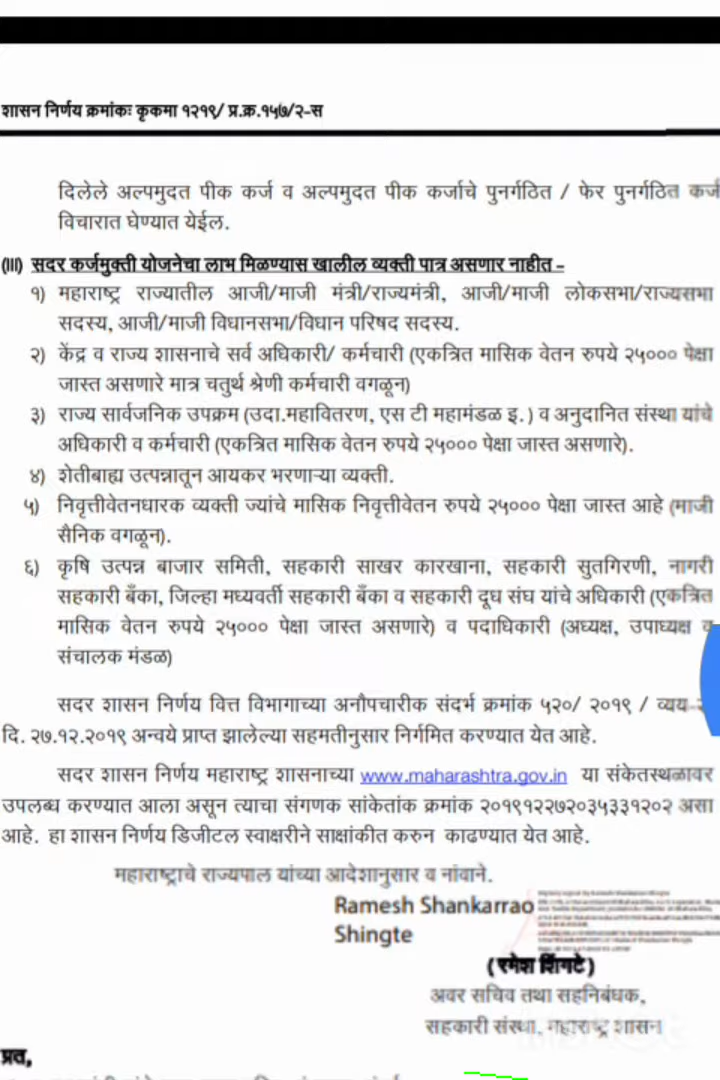 शासन निर्णय क्रमांकः कृकमा १२१९/ प्र.क्र.१५७/२-स
दिलेले अल्पमुदत पीक कर्ज व अल्पमुदत पीक कर्जाचे पुनर्गठित / फेर पुनर्गठित कर्ज
विचारात घेण्यात येईल.
(III) सदर कर्जमुक्ती योजनेचा लाभ मिळण्यास खालील व्यक्ती पात्र असणार नाहीत –
१) महाराष्ट्र राज्यातील आजी/माजी मंत्री/राज्यमंत्री, आजी/माजी लोकसभा/राज्यसभा
सदस्य, आजी/माजी विधानसभा/विधान परिषद सदस्य.
२) केंद्र व राज्य शासनाचे सर्व अधिकारी/ कर्मचारी (एकत्रित मासिक वेतन रुपये २५००० पेक्षा
जास्त असणारे मात्र चतुर्थ श्रेणी कर्मचारी वगळून)
३) राज्य सार्वजनिक उपक्रम (उदा.महावितरण, एस टी महामंडळ इ.) व अनुदानित संस्था यांचे
अधिकारी व कर्मचारी (एकत्रित मासिक वेतन रुपये २५००० पेक्षा जास्त असणारे).
४) शेतीबाह्य उत्पन्नातून आयकर भरणाऱ्या व्यक्ती.
५) निवृत्तीवेतनधारक व्यक्ती ज्यांचे मासिक निवृत्तीवेतन रुपये २५००० पेक्षा जास्त आहे (माजी
सैनिक वगळून).
६) कृषि उत्पन्न बाजार समिती, सहकारी साखर कारखाना, सहकारी सुतगिरणी, नागरी
सहकारी बँका, जिल्हा मध्यवर्ती सहकारी बँका व सहकारी दूध संघ यांचे अधिकारी (एकत्रित
मासिक वेतन रुपये २५००० पेक्षा जास्त असणारे) व पदाधिकारी (अध्यक्ष, उपाध्यक्ष व
संचालक मंडळ)
सदर शासन निर्णय वित्त विभागाच्या अनौपचारीक संदर्भ क्रमांक ५२०/ २०१९ / व्यय-२
दि. २७.१२.२०१९ अन्वये प्राप्त झालेल्या सहमतीनुसार निर्गमित करण्यात येत आहे.
सदर शासन निर्णय महाराष्ट्र शासनाच्या www.maharashtra.gov.in या संकेतस्थळावर
उपलब्ध करण्यात आला असून त्याचा संगणक सांकेतांक क्रमांक २०१९१२२७२०३५३३१२०२ असा
आहे. हा शासन निर्णय डिजीटल स्वाक्षरीने साक्षांकीत करुन काढण्यात येत आहे.
महाराष्ट्राचे राज्यपाल यांच्या आदेशानुसार व नांवाने.
Ramesh Shankarrao
Shingte
(रमेश शिंगटे)
अवर सचिव तथा सहनिबंधक,
सहकारी संस्था, महाराष्ट्र शासन
प्रत,